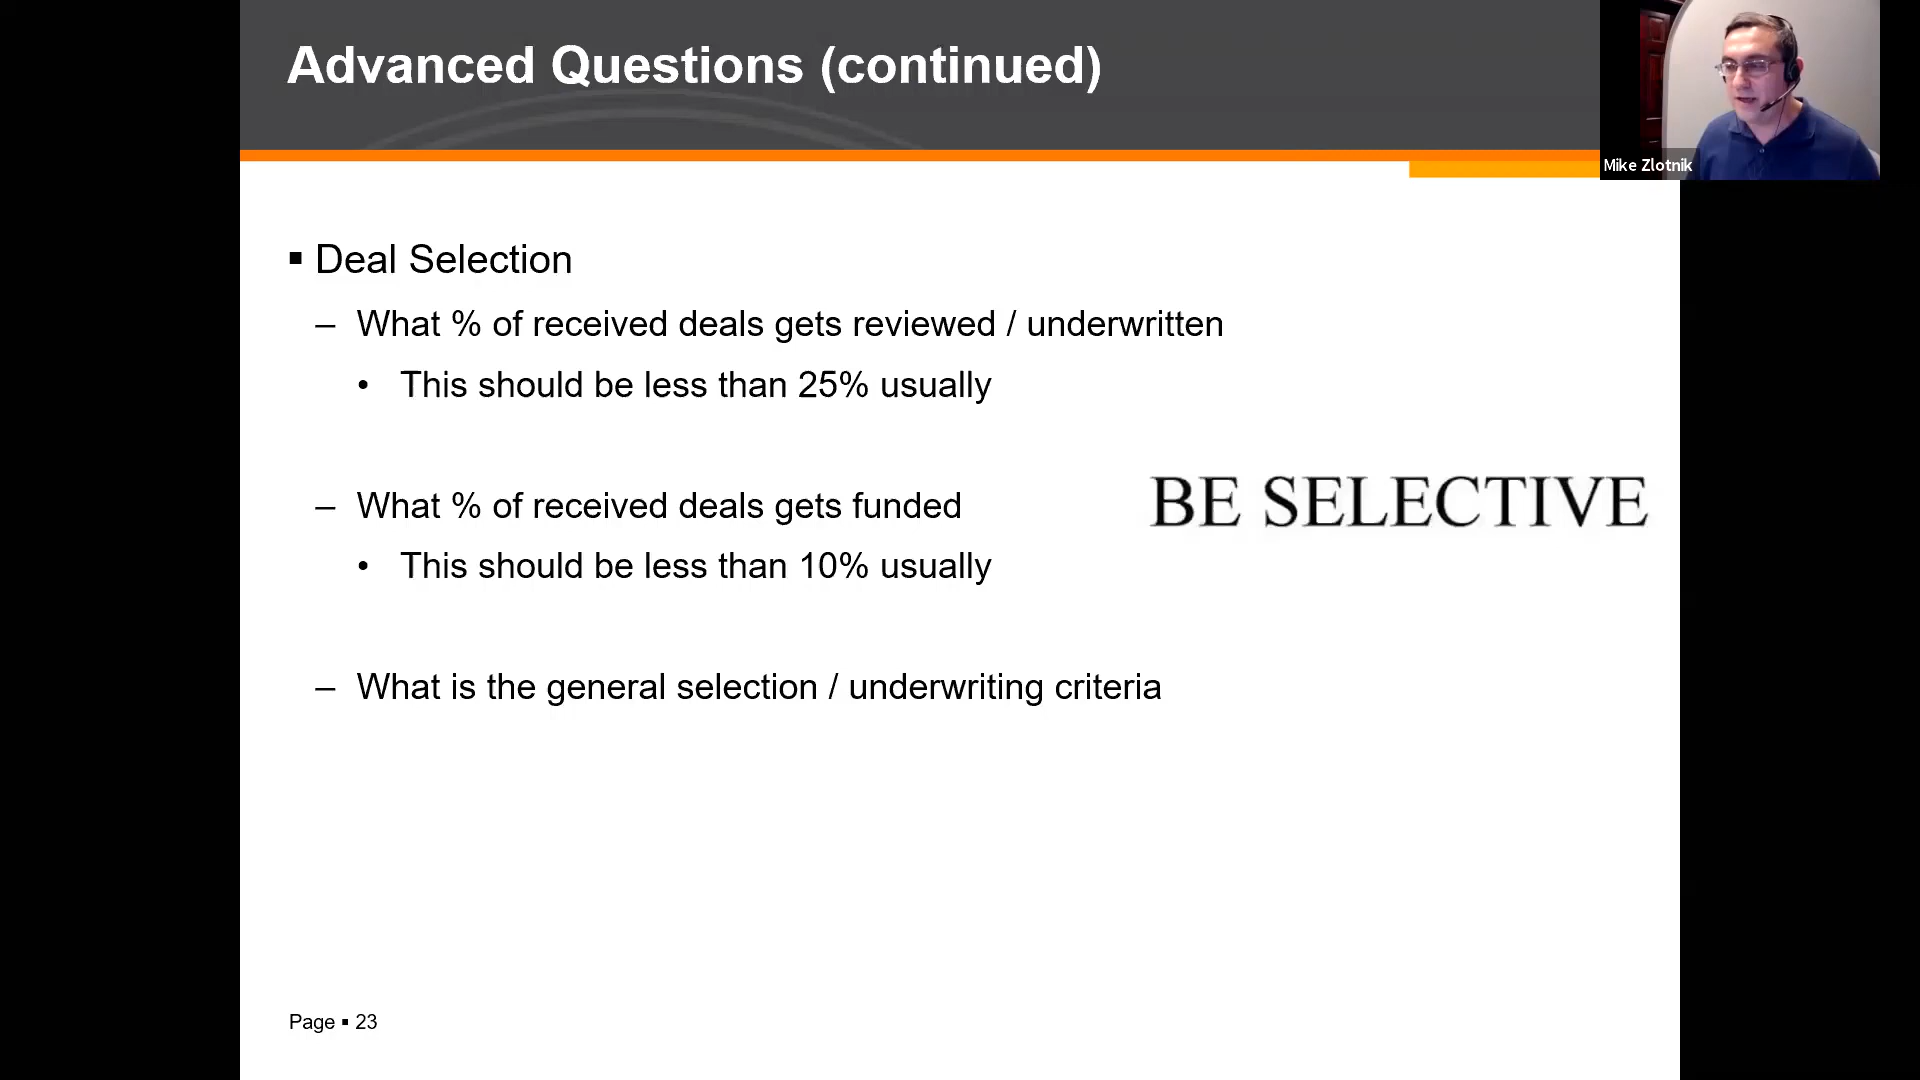 Advanced Questions (continued)
Mike Zlotnik
▪ Deal Selection
– What % of received deals gets reviewed / underwritten
• This should be less than 25% usually
– What % of received deals gets funded
BE SELECTIVE
• This should be less than 10% usually
– What is the general selection / underwriting criteria
Page ▪ 23